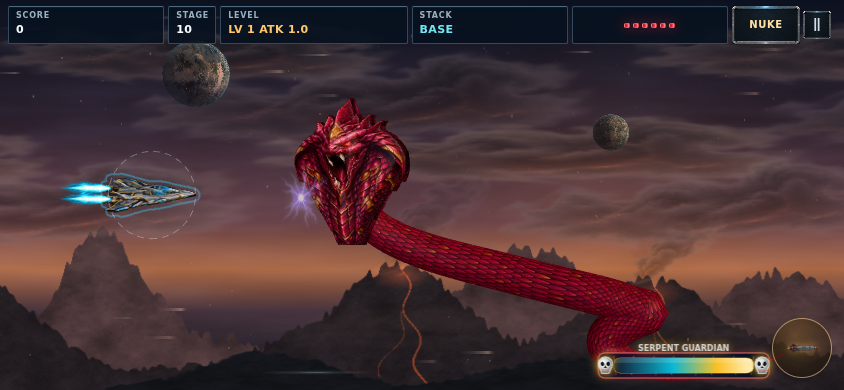 SCORE
0
STAGE
10
LEVEL
LV 1 ATK 1.0
STACK
BASE
NUKE
SERPENT GUARDIAN